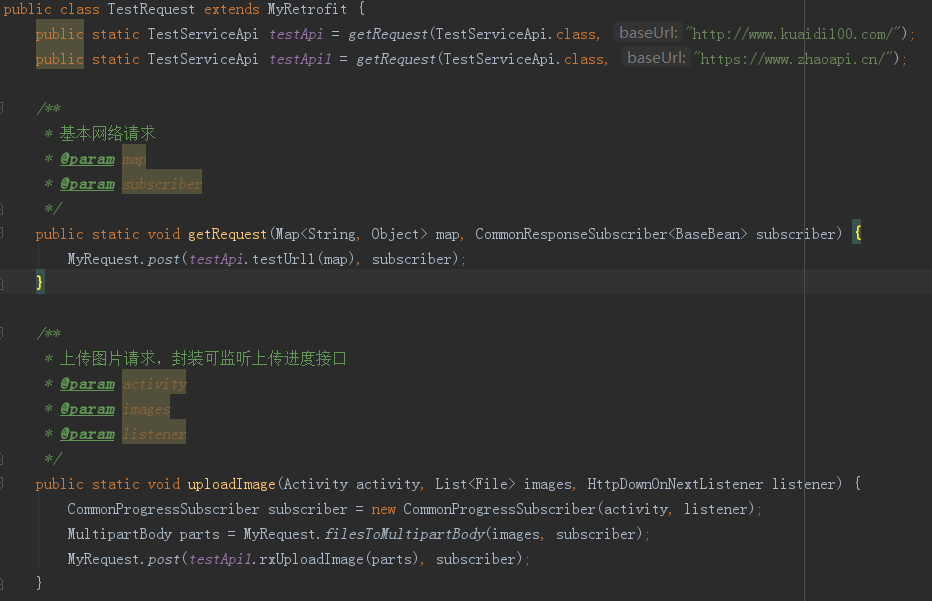 public class TestRequest extends MyRetrofit {
public static TestServiceApi testApi = getRequest(TestServiceApi.class, baseUrl: "http://www.kuaidi100.com/");
public static TestServiceApi testApi1 = getRequest(TestServiceApi.class, baseUrl: "https://www.zhaoapi.cn/");
/**
* 基本网络请求
* @param map
* @param subscriber
*/
public static void getRequest(Map<String, Object> map, CommonResponseSubscriber<BaseBean> subscriber) {
MyRequest.post(testApi.testUrl1(map), subscriber);
}
/**
* 上传图片请求，封装可监听上传进度接口
* @param activity
* @param images
* @param listener
*/
public static void uploadImage(Activity activity, List<File> images, HttpDownOnNextListener listener) {
CommonProgressSubscriber subscriber = new CommonProgressSubscriber(activity, listener);
MultipartBody parts = MyRequest.filesToMultipartBody(images, subscriber);
MyRequest.post(testApi1.rxUploadImage(parts), subscriber);
}